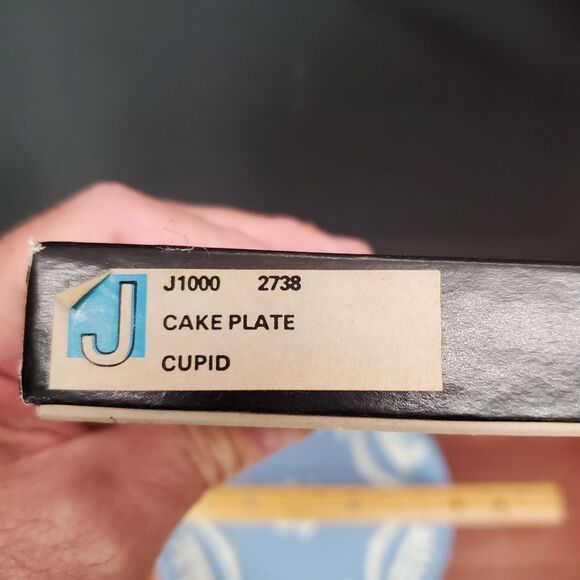 J
J1000 2738
CAKE PLATE
CUPID